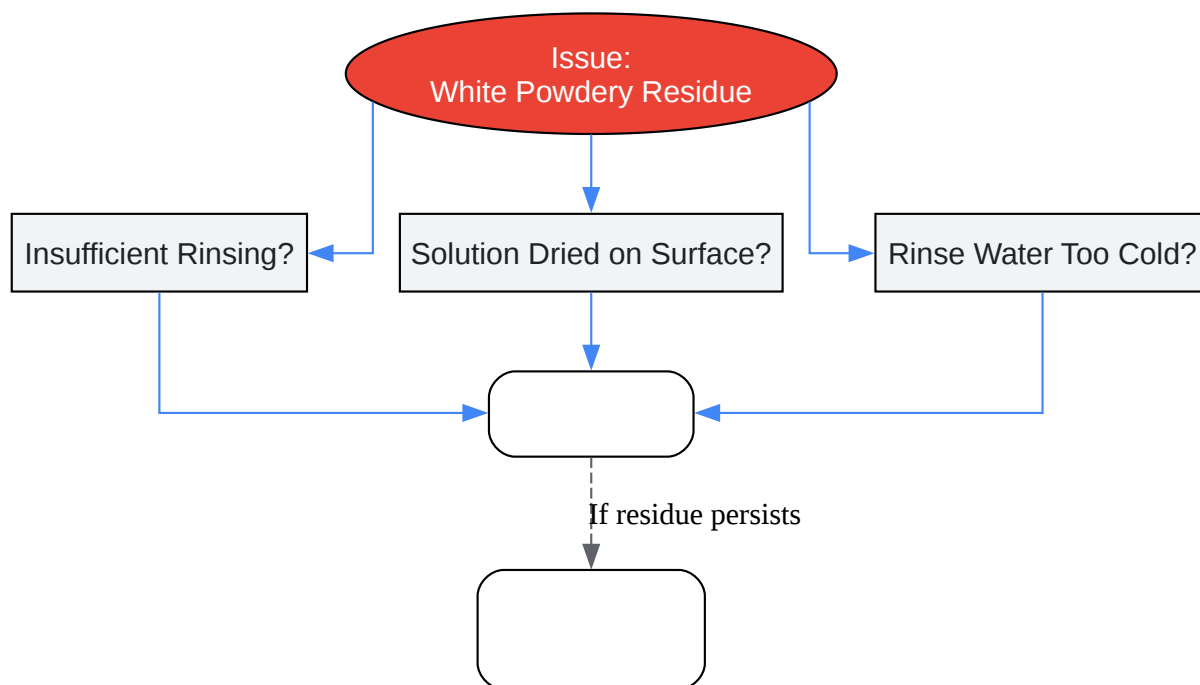 Issue:
White Powdery Residue
Insufficient Rinsing?
Solution Dried on Surface?
Rinse Water Too Cold?
If residue persists